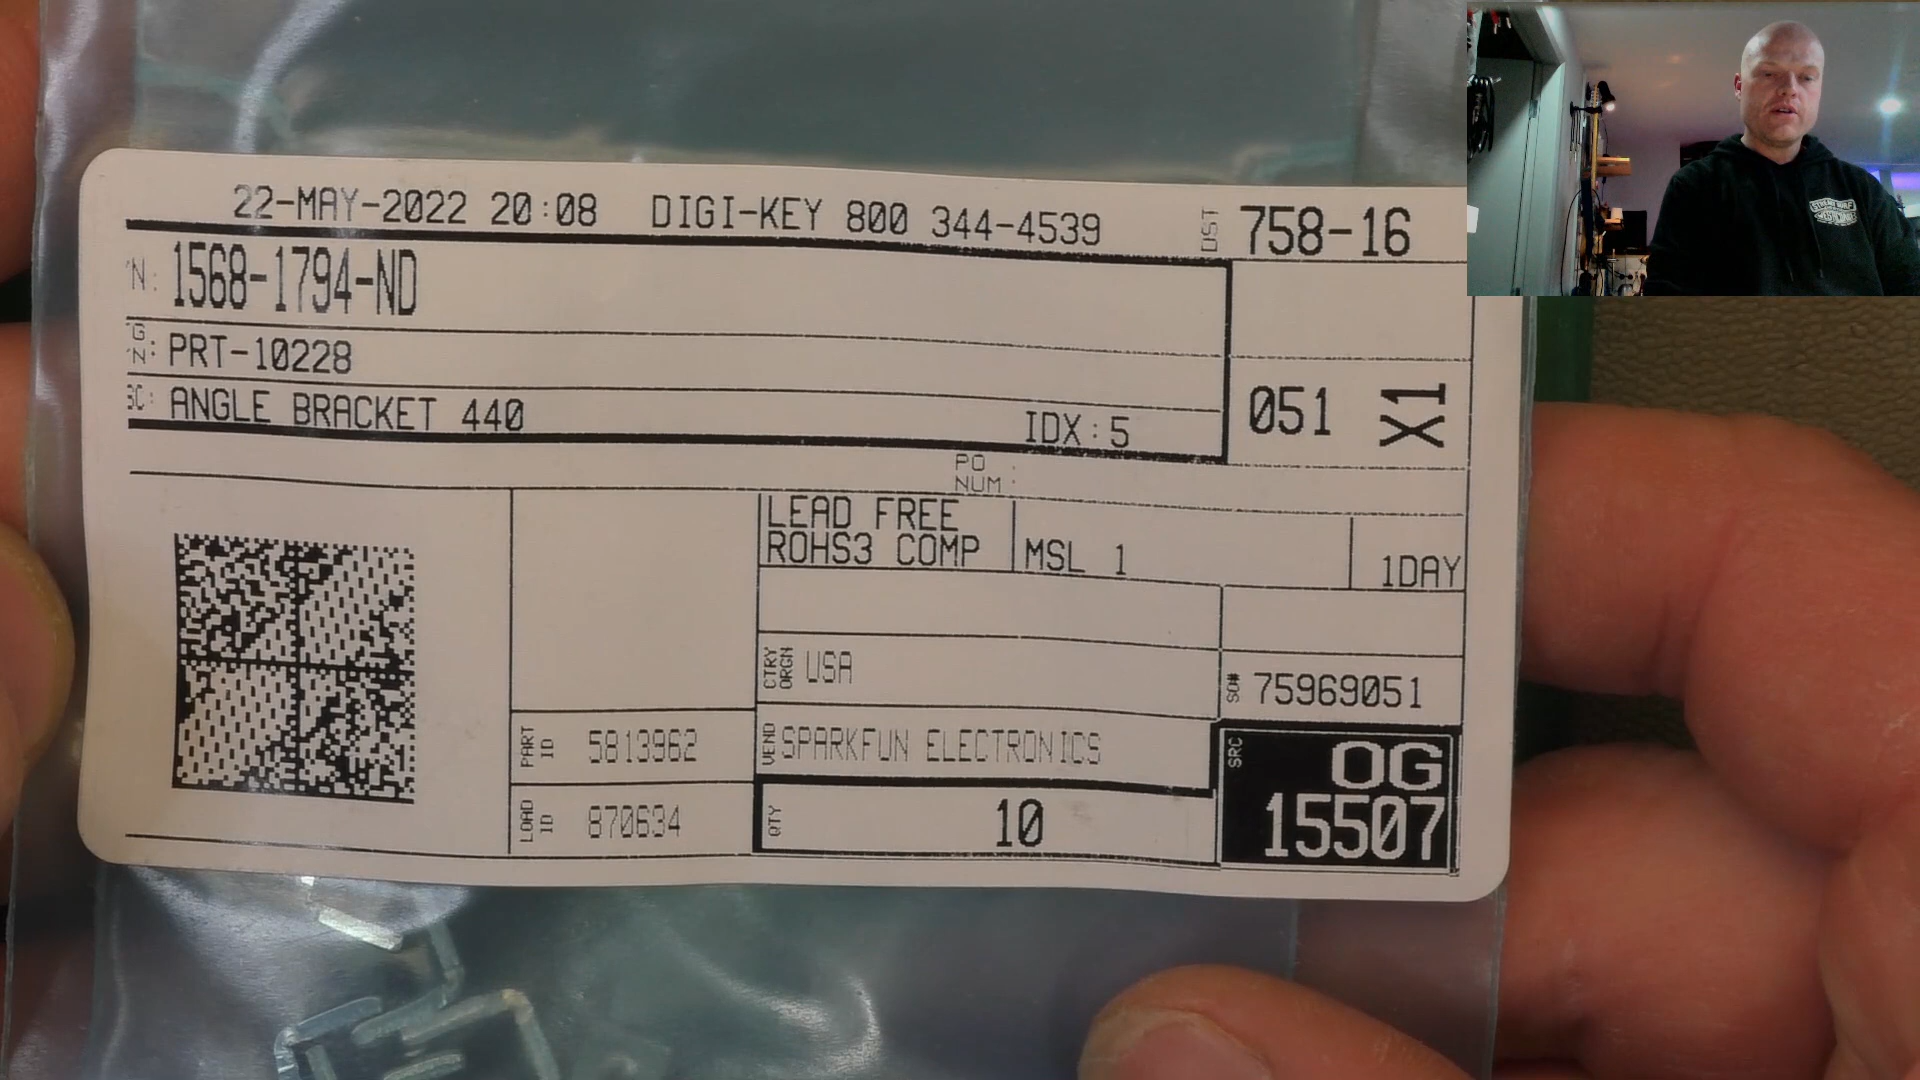 22-MAY-2022 20:08 DIGI-KEY 800 344-4539
DST 758-16
N: 1568-1794-ND
G
N: PRT-10228
SC: ANGLE BRACKET 440 IDX:5
051 X1
PO
NUM:
LEAD FREE
ROHS3 COMP
MSL 1
1DAY
CTRY
ORGN USA
SO# 75969051
PART
ID 5813962
VEND SPARKFUN ELECTRONICS
SRC OG
15507
LOAD
ID 870634
QTY 10